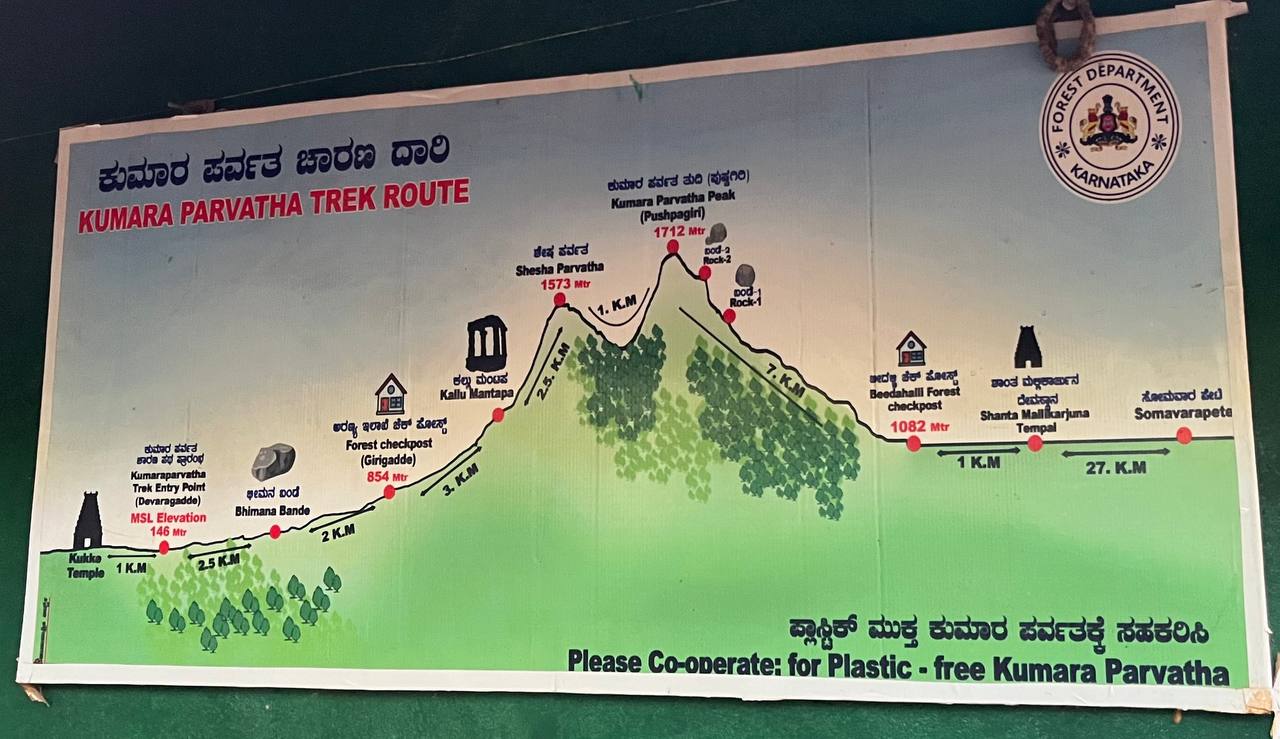 ಕುಮಾರ ಪರ್ವತ ಚಾರಣ ದಾರಿ
KUMARA PARVATHA TREK ROUTE
FOREST DEPARTMENT
KARNATAKA
ಕುಮಾರ ಪರ್ವತ ತುದಿ (ಪುಷ್ಪಗಿರಿ)
Kumara Parvatha Peak
(Pushpagiri)
1712 Mtr
ಬಂಡೆ-2
Rock-2
ಬಂಡೆ-1
Rock-1
ಶೇಷ ಪರ್ವತ
Shesha Parvatha
1573 Mtr
1. K.M
2.5. K.M
7. K.M
ಕಲ್ಲು ಮಂಟಪ
Kallu Mantapa
3. K.M
ಅರಣ್ಯ ಇಲಾಖೆ ಚೆಕ್ ಪೋಸ್ಟ್
Forest checkpost
(Girigadde)
854 Mtr
2 K.M
ಭೀಮನ ಬಂಡೆ
Bhimana Bande
2.5 K.M
ಕುಮಾರ ಪರ್ವತ
ಚಾರಣ ಪಥ ಪ್ರಾರಂಭ
Kumaraparvatha
Trek Entry Point
(Devaragadde)
MSL Elevation
146 Mtr
1 K.M
Kukke
Temple
ಬೀದಳ್ಳಿ ಚೆಕ್ ಪೋಸ್ಟ್
Beedahalli Forest
checkpost
1082 Mtr
1 K.M
ಶಾಂತ ಮಲ್ಲಿಕಾರ್ಜುನ
ದೇವಸ್ಥಾನ
Shanta Mallikarjuna
Tempal
27. K.M
ಸೋಮವಾರ ಪೇಟೆ
Somavarapete
ಪ್ಲಾಸ್ಟಿಕ್ ಮುಕ್ತ ಕುಮಾರ ಪರ್ವತಕ್ಕೆ ಸಹಕರಿಸಿ
Please Co-operate: for Plastic - free Kumara Parvatha